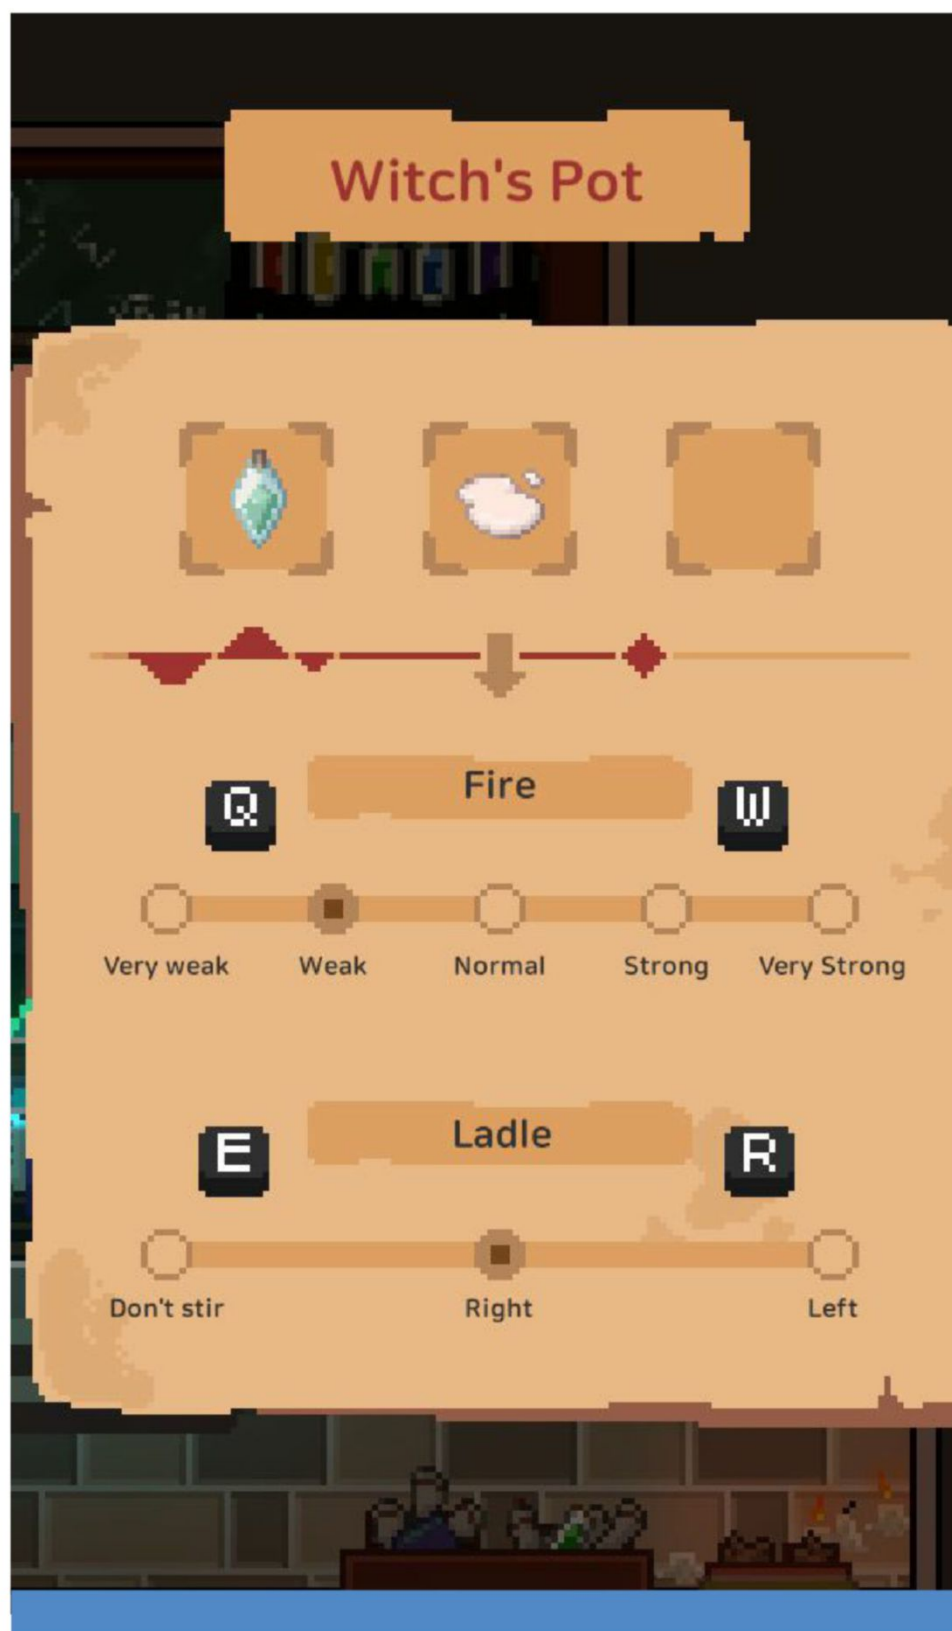 Witch's Pot
Fire
Q
W
Very weak
Weak
Normal
Strong
Very Strong
Ladle
E
R
Don't stir
Right
Left